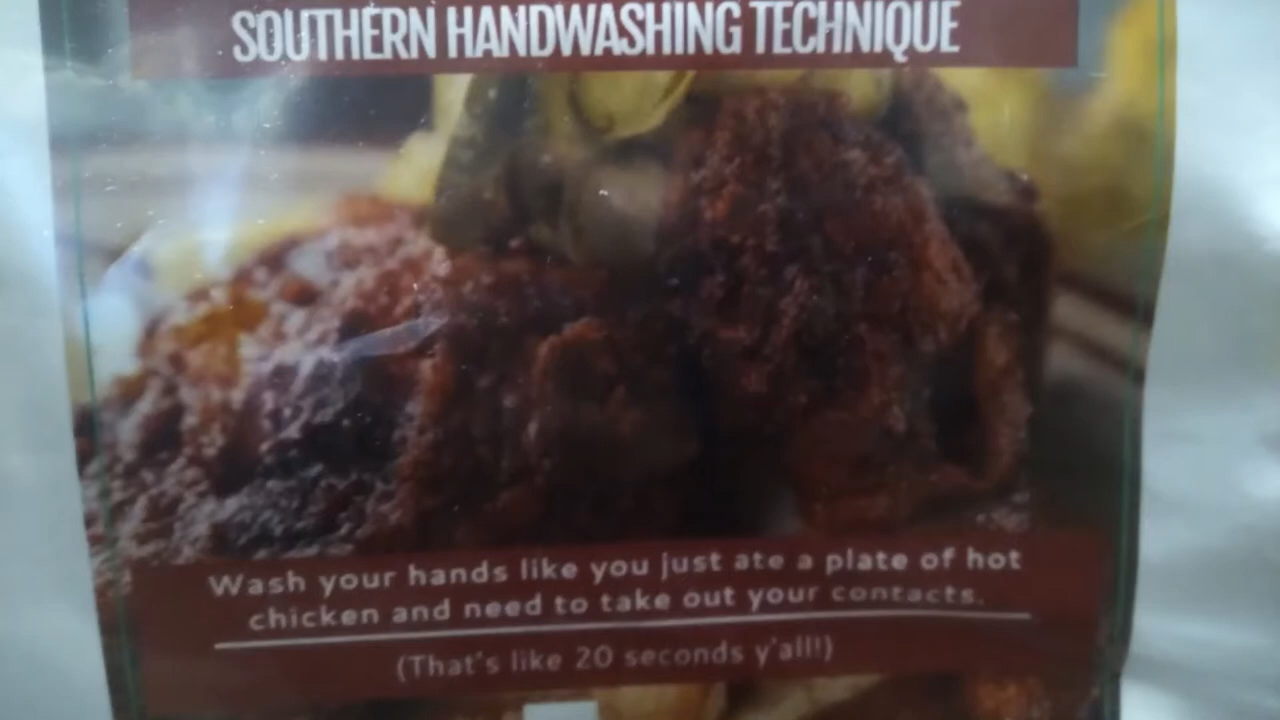 SOUTHERN HANDWASHING TECHNIQUE
Wash your hands like you just ate a plate of hot
chicken and need to take out your contacts.
(That's like 20 seconds y'all!)